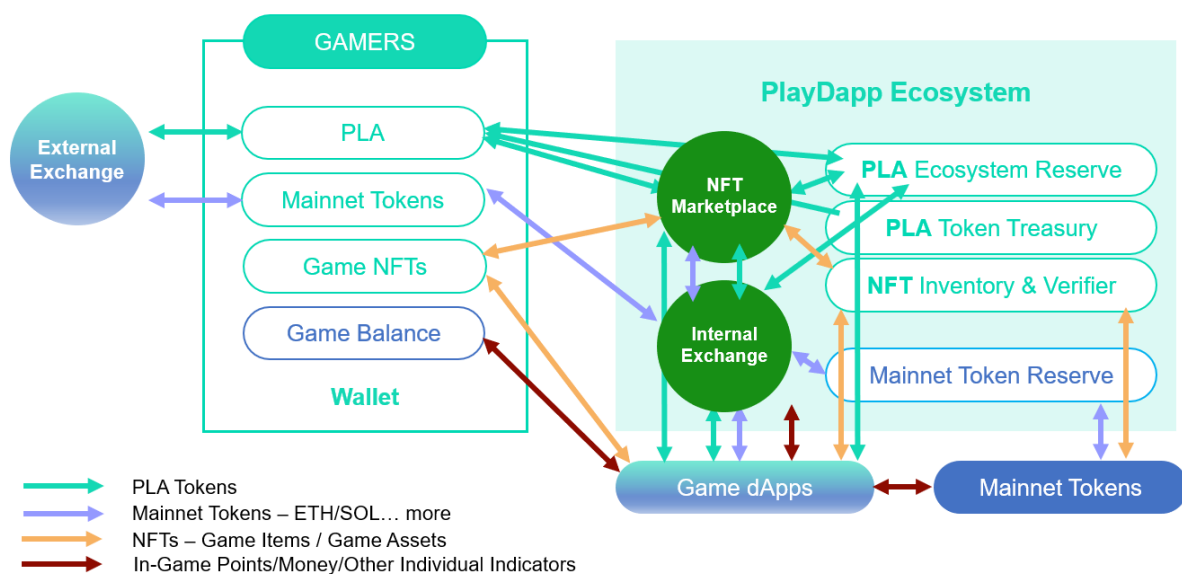 GAMERS
External
Exchange
PLA
Mainnet Tokens
Game NFTs
Game Balance
Wallet
PlayDapp Ecosystem
NFT
Marketplace
Internal
Exchange
PLA Ecosystem Reserve
PLA Token Treasury
NFT Inventory & Verifier
Mainnet Token Reserve
Game dApps
Mainnet Tokens
PLA Tokens
Mainnet Tokens – ETH/SOL… more
NFTs – Game Items / Game Assets
In-Game Points/Money/Other Individual Indicators